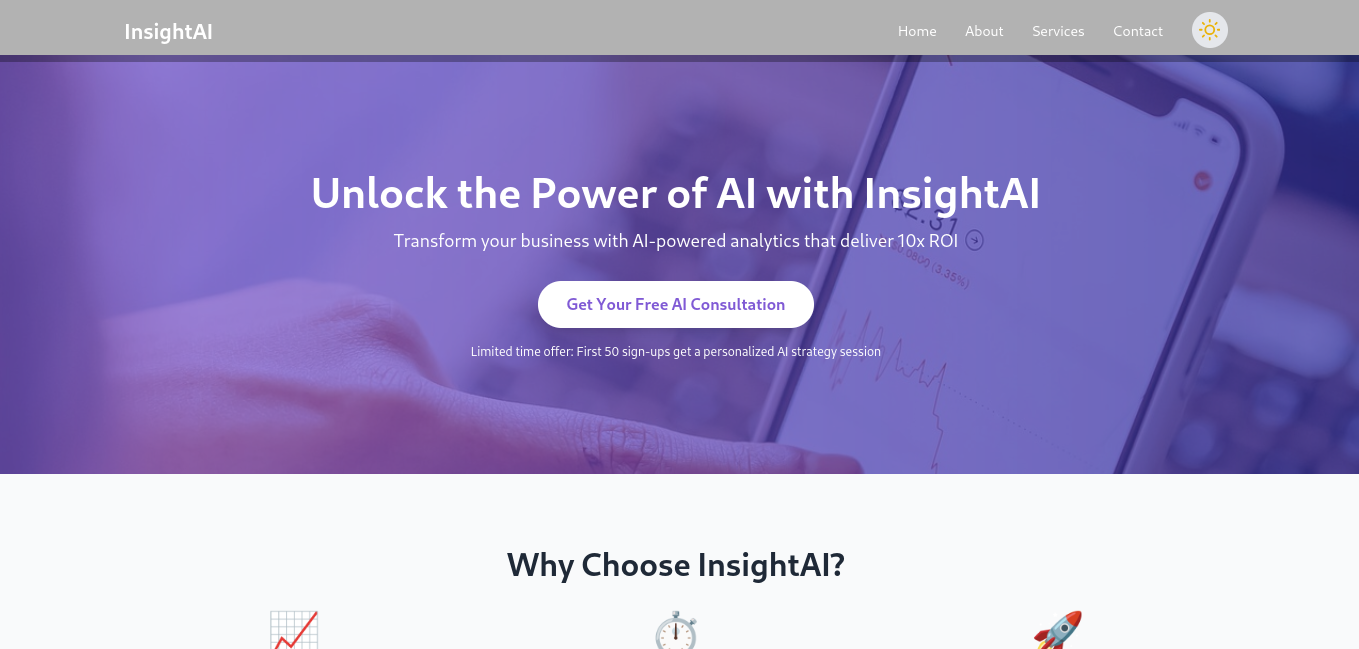 InsightAI
Home About Services Contact
Unlock the Power of AI with InsightAI
Transform your business with AI-powered analytics that deliver 10x ROI
Get Your Free AI Consultation
Limited time offer: First 50 sign-ups get a personalized AI strategy session
Why Choose InsightAI?